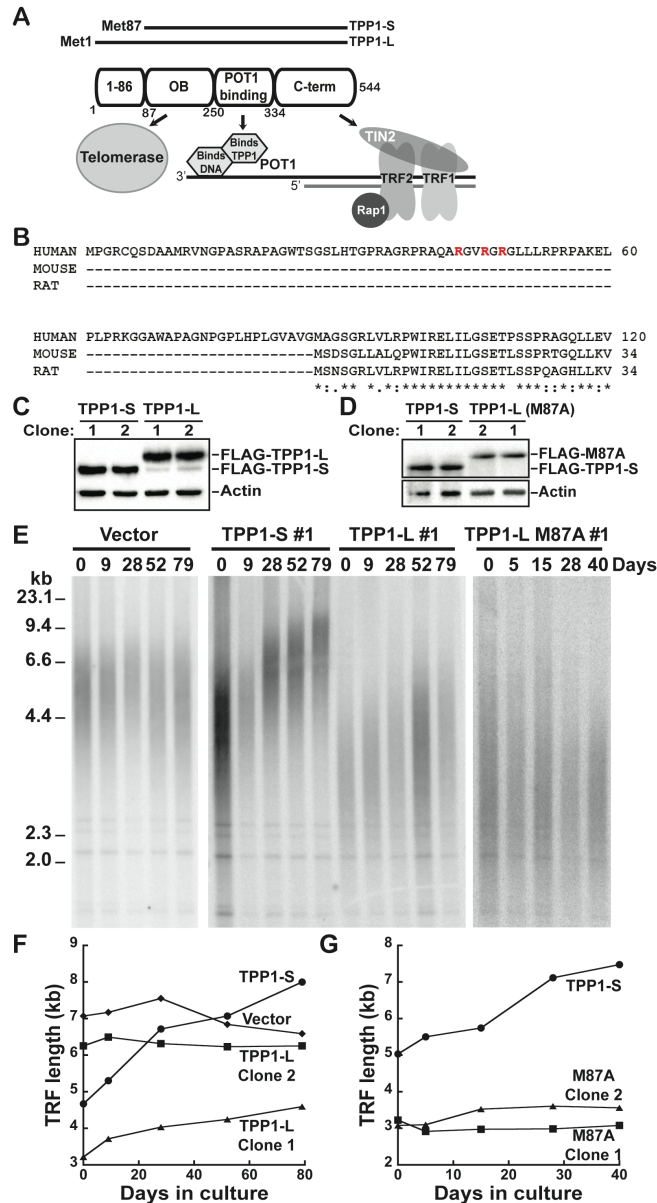 A
Met87 TPP1-S
Met1 TPP1-L
1-86 OB POT1 binding C-term 544
1 87 250 334
Telomerase
Binds DNA
Binds TPP1
POT1
3'
5'
TIN2
TRF2 TRF1
Rap1
B
HUMAN MPGRCQSDAAMRVNGPASRAPAGWTSGSLHTGPRAGRPRAQARGVRGRGLLLRPRPAKEL 60
MOUSE ------------------------------------------------------------
RAT ------------------------------------------------------------
HUMAN PLPRKGGAWAPAGNPGPLHPLGVAVGMAGSGRLVLRPWIRELILGSETPSSPRAGQLLEV 120
MOUSE --------------------------MSDSGLLALQPWIRELILGSETLSSPRTGQLLKV 34
RAT --------------------------MSNSGRLVLRPWIRELILGSETLSSPQAGHLLKV 34
*:.** *.*:************ ***::*:**:*
C
TPP1-S TPP1-L
Clone: 1 2 1 2
FLAG-TPP1-L
FLAG-TPP1-S
Actin
D
TPP1-S TPP1-L (M87A)
Clone: 1 2 2 1
FLAG-M87A
FLAG-TPP1-S
Actin
E
Vector TPP1-S #1 TPP1-L #1 TPP1-L M87A #1
0 9 28 52 79 0 9 28 52 79 0 9 28 52 79 0 5 15 28 40 Days
kb
23.1
9.4
6.6
4.4
2.3
2.0
F
TRF length (kb)
8
7
6
5
4
3
TPP1-S
Vector
TPP1-L
Clone 2
TPP1-L
Clone 1
0 20 40 60 80
Days in culture
G
TRF length (kb)
8
7
6
5
4
3
2
TPP1-S
M87A
Clone 2
M87A
Clone 1
0 10 20 30 40
Days in culture